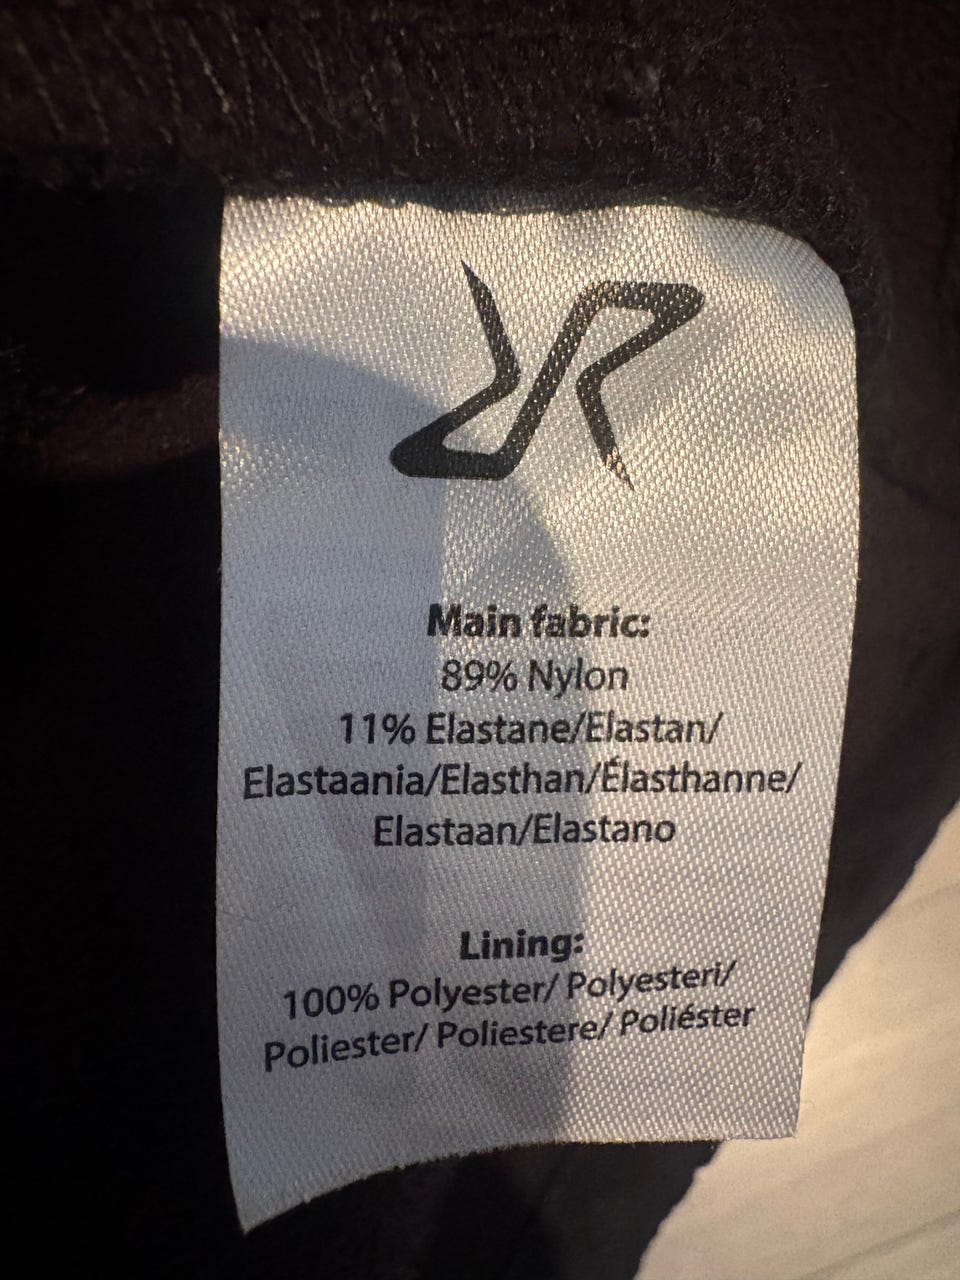 Main fabric:
89% Nylon
11% Elastane/Elastan/
Elastaania/Elasthan/Élasthanne/
Elastaan/Elastano
Lining:
100% Polyester/ Polyesteri/
Poliester/ Poliestere/ Poliéster